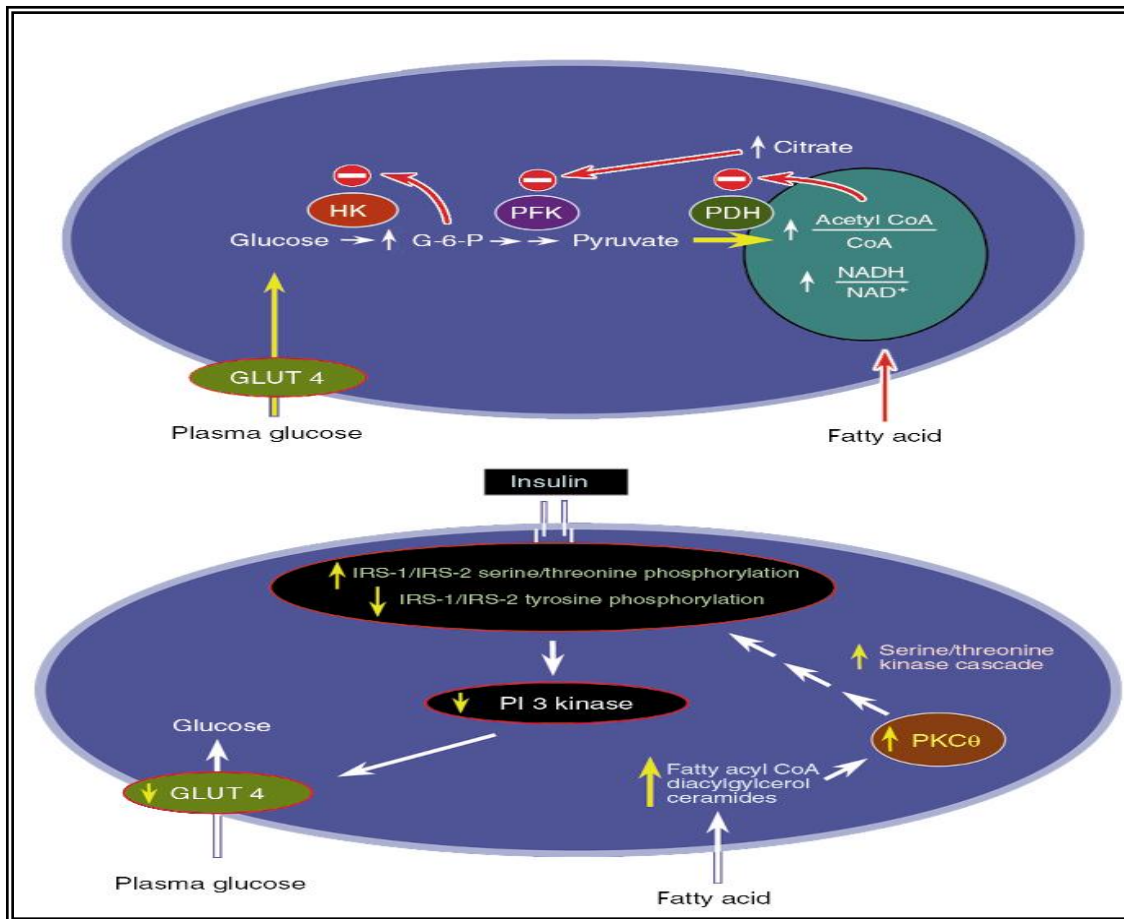 Citrate
HK
PFK
PDH
Glucose → ↑ G-6-P → → Pyruvate
↑ Acetyl CoA
CoA
↑ NADH
NAD+
GLUT 4
Plasma glucose
Fatty acid
Insulin
↑ IRS-1/IRS-2 serine/threonine phosphorylation
↓ IRS-1/IRS-2 tyrosine phosphorylation
↑ Serine/threonine
kinase cascade
↓ PI 3 kinase
Glucose
↑ PKCθ
↑ Fatty acyl CoA
diacylgylcerol
ceramides
↓ GLUT 4
Plasma glucose
Fatty acid